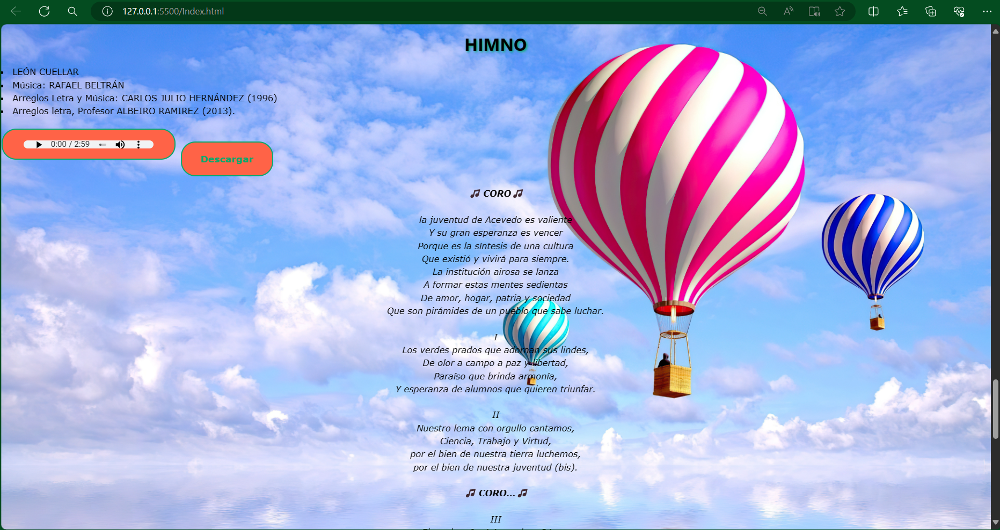 127.0.0.1:5500/Index.html
HIMNO
LEÓN CUELLAR
Música: RAFAEL BELTRÁN
Arreglos Letra y Música: CARLOS JULIO HERNÁNDEZ (1996)
Arreglos letra, Profesor ALBEIRO RAMIREZ (2013).
0:00 / 2:59
Descargar
🎵 CORO 🎵
la juventud de Acevedo es valiente
Y su gran esperanza es vencer
Porque es la síntesis de una cultura
Que existió y vivirá para siempre.
La institución airosa se lanza
A formar estas mentes sedientas
De amor, hogar, patria y sociedad
Que son pirámides de un pueblo que sabe luchar.
I
Los verdes prados que adornan sus lindes,
De olor a campo a paz y libertad,
Paraíso que brinda armonía,
Y esperanza de alumnos que quieren triunfar.
II
Nuestro lema con orgullo cantamos,
Ciencia, Trabajo y Virtud,
por el bien de nuestra tierra luchemos,
por el bien de nuestra juventud (bis).
🎵 CORO... 🎵
III